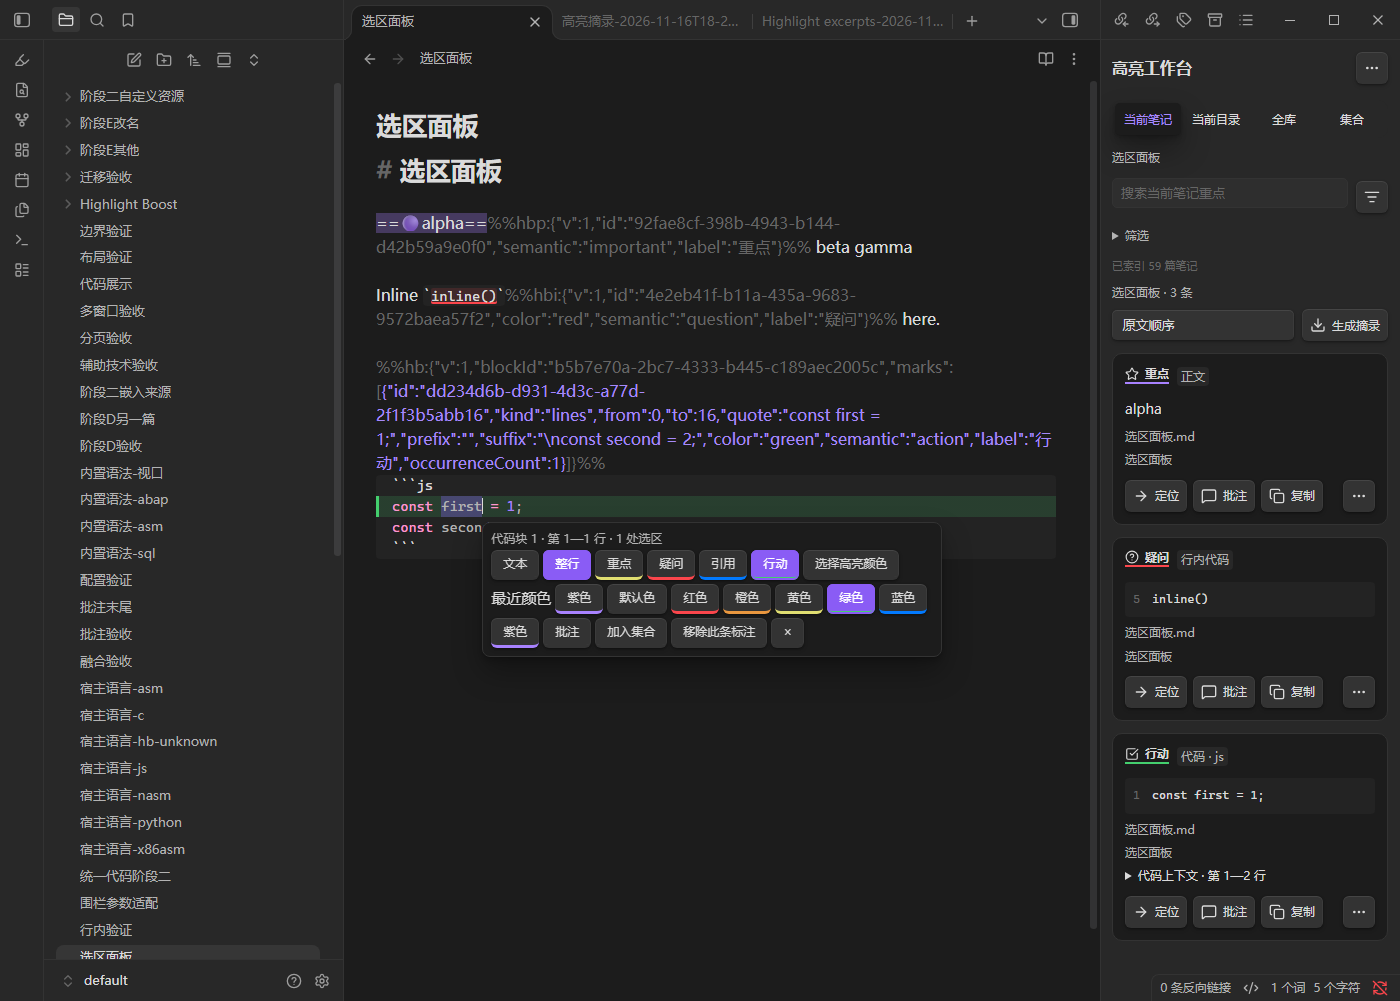 选区面板
高亮摘录-2026-11-16T18-2...
Highlight excerpts-2026-11...
阶段二自定义资源
阶段E改名
阶段E其他
迁移验收
Highlight Boost
边界验证
布局验证
代码展示
多窗口验收
分页验收
辅助技术验收
阶段二嵌入来源
阶段D另一篇
阶段D验收
内置语法-视口
内置语法-abap
内置语法-asm
内置语法-sql
配置验证
批注末尾
批注验收
融合验收
宿主语言-asm
宿主语言-c
宿主语言-hb-unknown
宿主语言-js
宿主语言-nasm
宿主语言-python
宿主语言-x86asm
统一代码阶段二
围栏参数适配
行内验证
选区面板
default
选区面板
选区面板
# 选区面板
==alpha==%%hbp:{"v":1,"id":"92fae8cf-398b-4943-b144-
d42b59a9e0f0","semantic":"important","label":"重点"}%% beta gamma
Inline `inline()`%%hbi:{"v":1,"id":"4e2eb41f-b11a-435a-9683-
9572baea57f2","color":"red","semantic":"question","label":"疑问"}%% here.
%%hb:{"v":1,"blockId":"b5b7e70a-2bc7-4333-b445-c189aec2005c","marks":
[{"id":"dd234d6b-d931-4d3c-a77d-
2f1f3b5abb16","kind":"lines","from":0,"to":16,"quote":"const first =
1;","prefix":"","suffix":"\nconst second = 2;","color":"green","semantic":"action","label":"行
动","occurrenceCount":1}]}%%
```js
const first = 1;
const secon
```
代码块 1 · 第 1—1 行 · 1 处选区
文本 整行 重点 疑问 引用 行动 选择高亮颜色
最近颜色 紫色 默认色 红色 橙色 黄色 绿色 蓝色
紫色 批注 加入集合 移除此条标注 ×
高亮工作台
当前笔记 当前目录 全库 集合
选区面板
搜索当前笔记重点
筛选
已索引 59 篇笔记
选区面板 · 3 条
原文顺序 生成摘录
重点 正文
alpha
选区面板.md
选区面板
定位 批注 复制
疑问 行内代码
5 inline()
选区面板.md
选区面板
定位 批注 复制
行动 代码 · js
1 const first = 1;
选区面板.md
选区面板
代码上下文 · 第 1—2 行
定位 批注 复制
0 条反向链接 1 个词 5 个字符